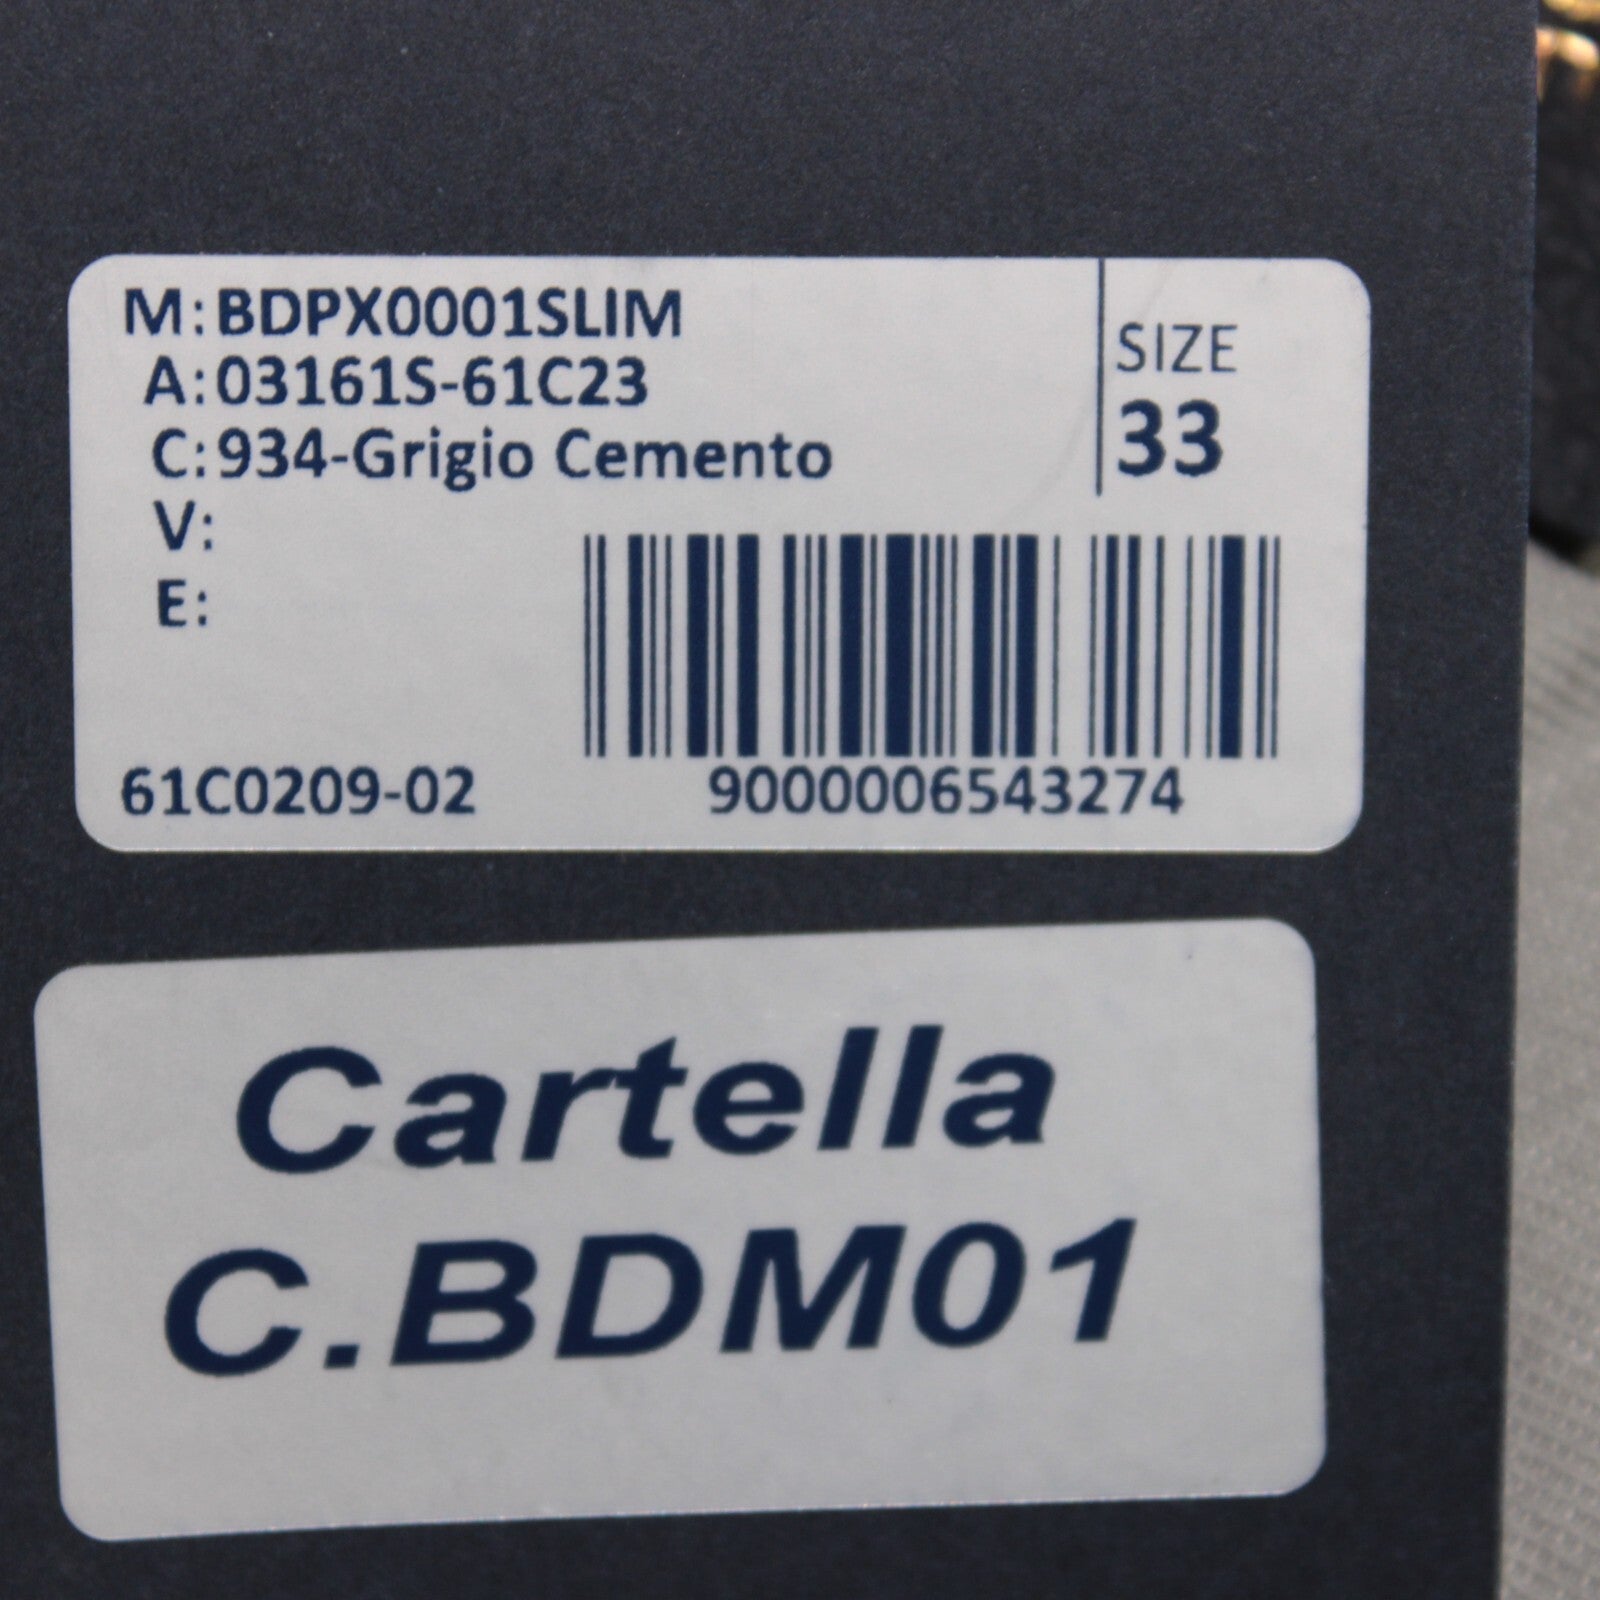 M: BDPX0001SLIM
A: 03161S-61C23
C: 934-Grigio Cemento
V:
E:
SIZE
33
61C0209-02
9000006543274
Cartella
C.BDM01